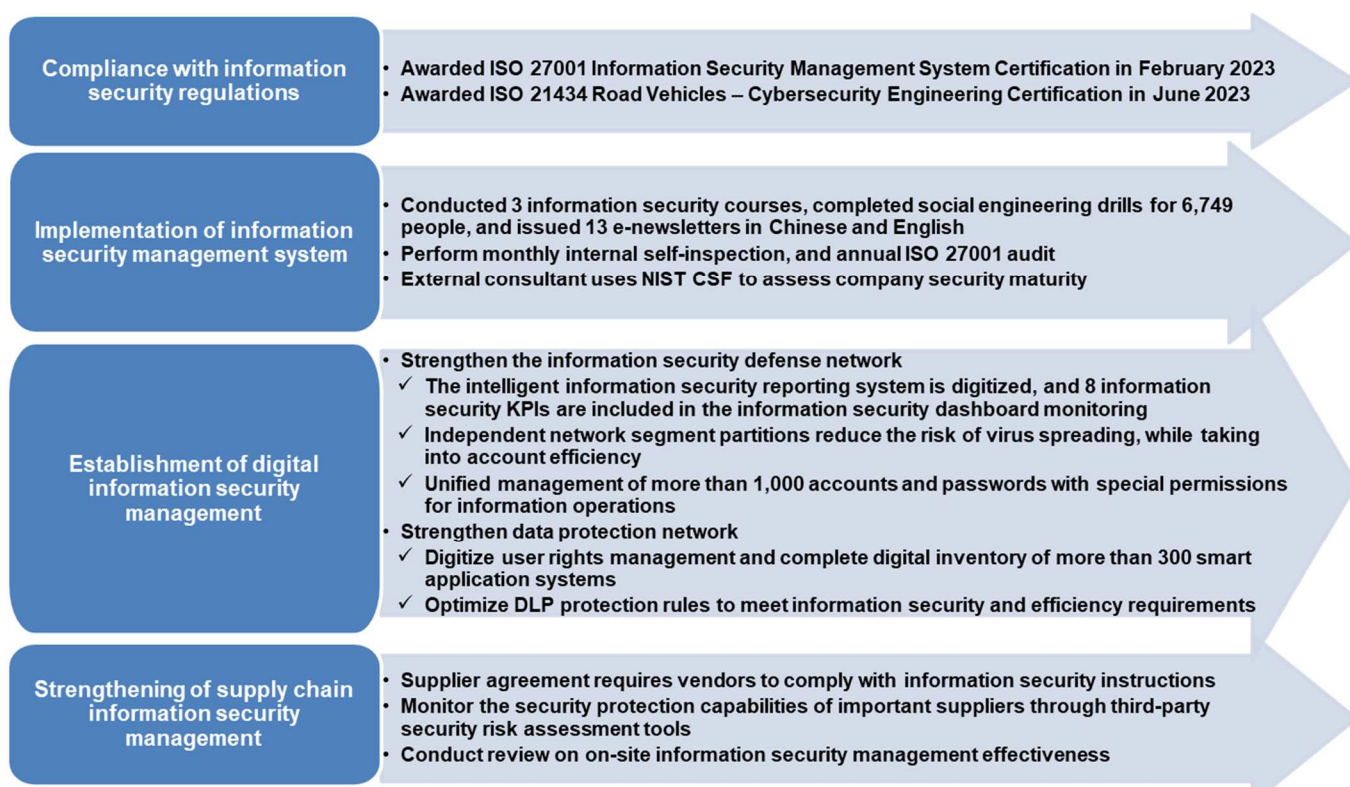 Compliance with information
security regulations
• Awarded ISO 27001 Information Security Management System Certification in February 2023
• Awarded ISO 21434 Road Vehicles – Cybersecurity Engineering Certification in June 2023
Implementation of information
security management system
• Conducted 3 information security courses, completed social engineering drills for 6,749
people, and issued 13 e-newsletters in Chinese and English
• Perform monthly internal self-inspection, and annual ISO 27001 audit
• External consultant uses NIST CSF to assess company security maturity
Establishment of digital
information security
management
• Strengthen the information security defense network
✓ The intelligent information security reporting system is digitized, and 8 information
security KPIs are included in the information security dashboard monitoring
✓ Independent network segment partitions reduce the risk of virus spreading, while taking
into account efficiency
✓ Unified management of more than 1,000 accounts and passwords with special permissions
for information operations
• Strengthen data protection network
✓ Digitize user rights management and complete digital inventory of more than 300 smart
application systems
✓ Optimize DLP protection rules to meet information security and efficiency requirements
Strengthening of supply chain
information security
management
• Supplier agreement requires vendors to comply with information security instructions
• Monitor the security protection capabilities of important suppliers through third-party
security risk assessment tools
• Conduct review on on-site information security management effectiveness